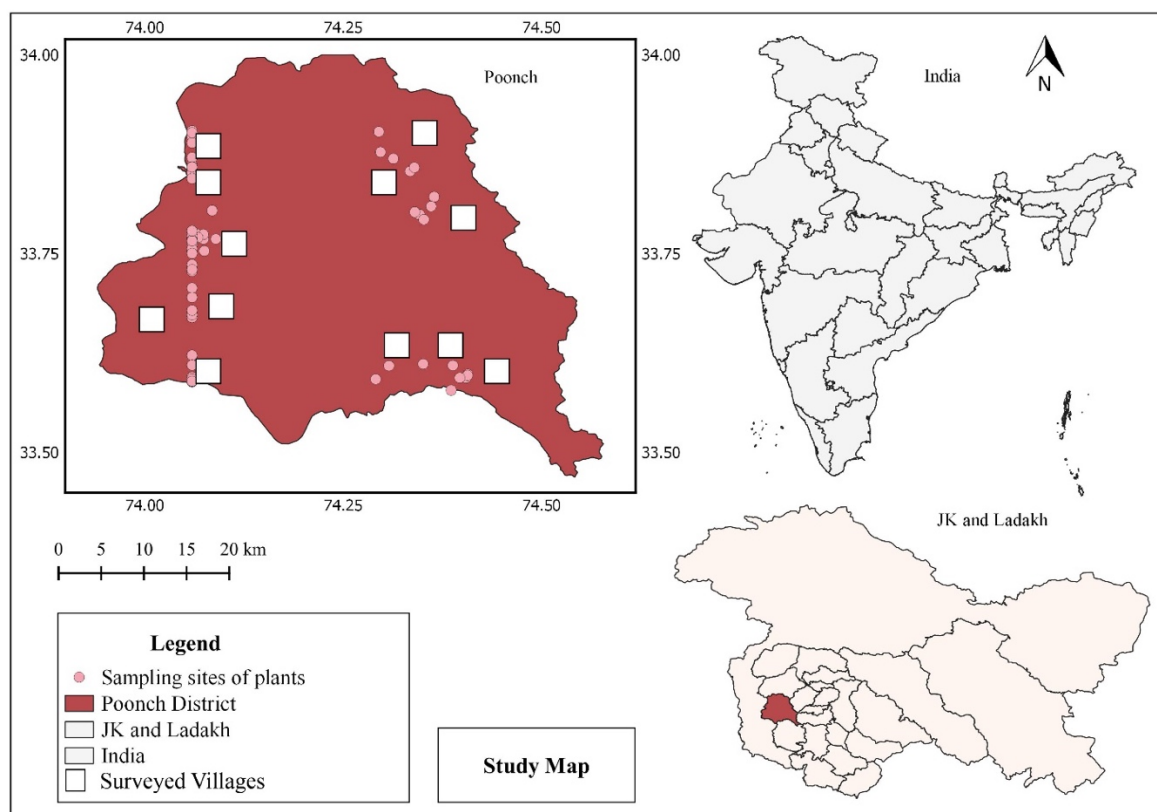 74.00 74.25 74.50
34.00 34.00
Poonch
33.75 33.75
33.50 33.50
74.00 74.25 74.50
0 5 10 15 20 km
Legend
Sampling sites of plants
Poonch District
JK and Ladakh
India
Surveyed Villages
Study Map
India
N
JK and Ladakh